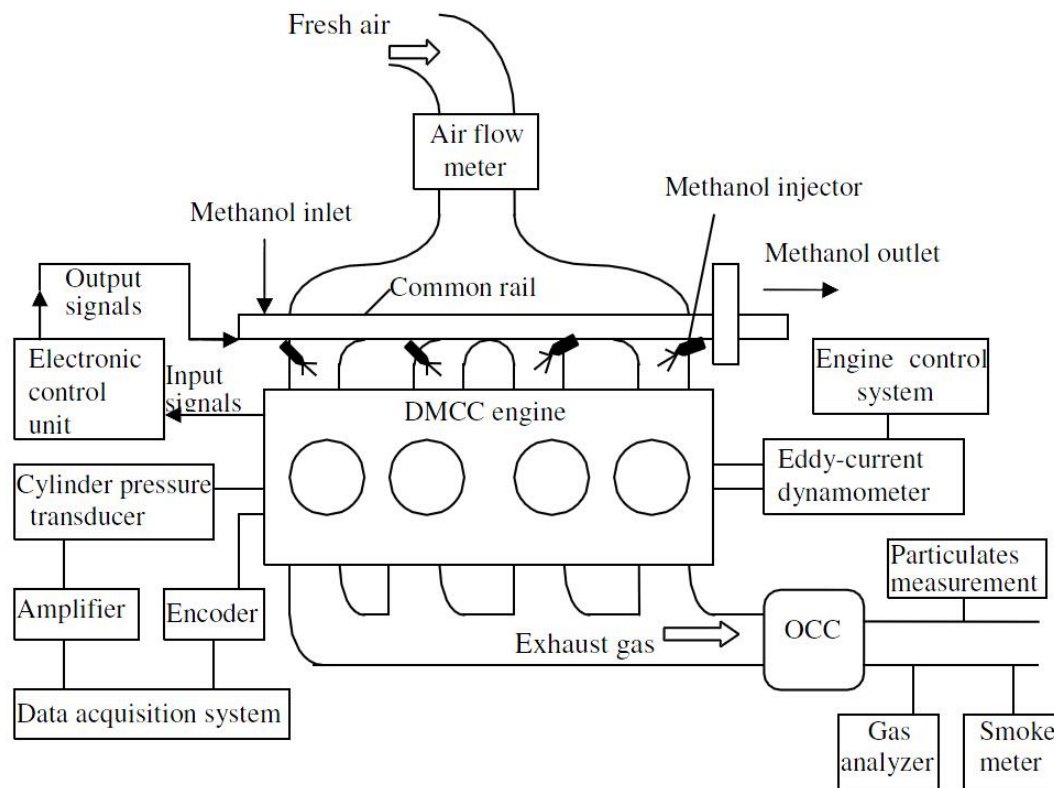 Fresh air
Air flow
meter
Methanol injector
Methanol inlet
Methanol outlet
Output
signals
Common rail
Electronic
control
unit
Input
signals
DMCC engine
Engine control
system
Eddy-current
dynamometer
Cylinder pressure
transducer
Particulates
measurement
Amplifier
Encoder
OCC
Exhaust gas
Data acquisition system
Gas
analyzer
Smoke
meter